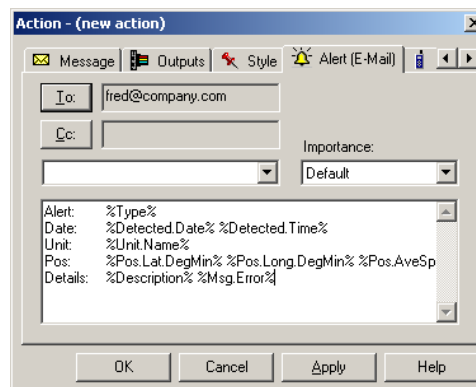 Action - (new action)
Message Outputs Style Alert (E-Mail)
To: fred@company.com
Cc:
Importance:
Default
Alert: %Type%
Date: %Detected.Date% %Detected.Time%
Unit: %Unit.Name%
Pos: %Pos.Lat.DegMin% %Pos.Long.DegMin% %Pos.AveSp
Details: %Description% %Msg.Error%
OK Cancel Apply Help